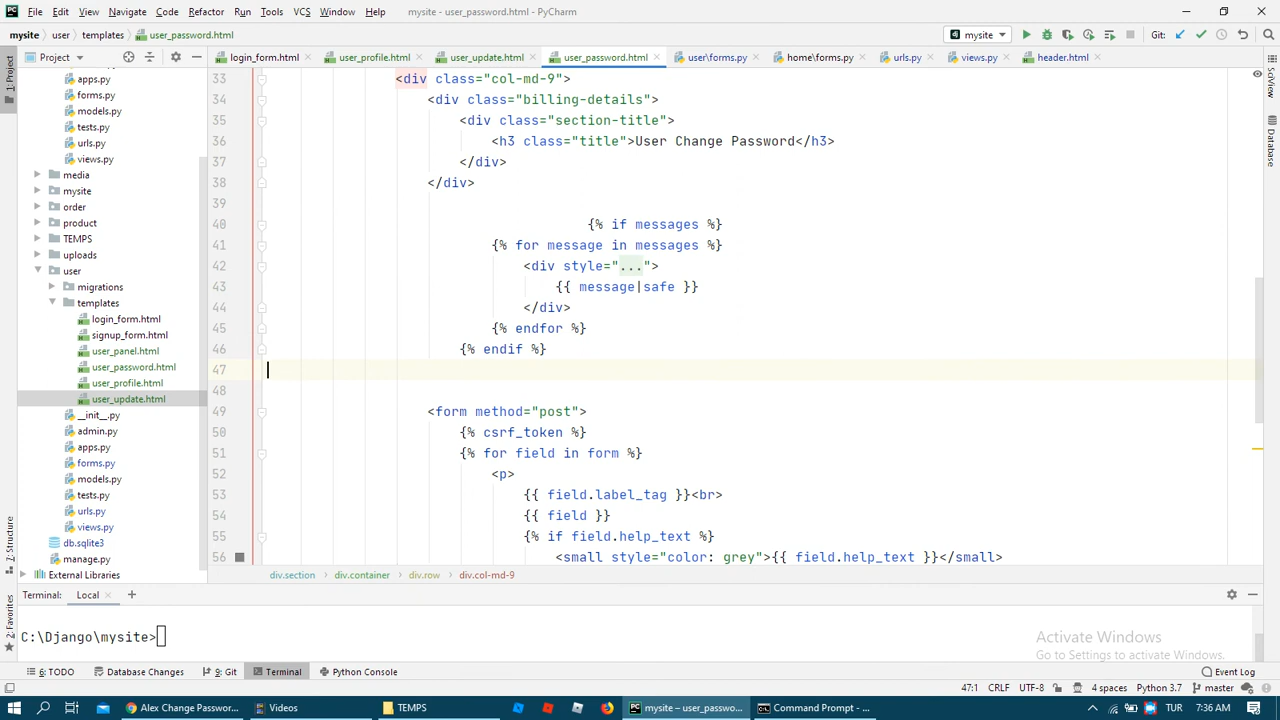 File Edit View Navigate Code Refactor Run Tools VCS Window Help mysite - user_password.html - PyCharm
mysite user templates user_password.html mysite Git:
Project login_form.html user_profile.html user_update.html user_password.html user\forms.py home\forms.py urls.py views.py header.html
1: Project
apps.py
forms.py
models.py
tests.py
urls.py
views.py
media
mysite
order
product
TEMPS
uploads
user
migrations
templates
login_form.html
signup_form.html
user_panel.html
user_password.html
user_profile.html
user_update.html
__init__.py
admin.py
apps.py
forms.py
models.py
tests.py
urls.py
views.py
db.sqlite3
manage.py
External Libraries
33 <div class="col-md-9">
34 <div class="billing-details">
35 <div class="section-title">
36 <h3 class="title">User Change Password</h3>
37 </div>
38 </div>
39
40 {% if messages %}
41 {% for message in messages %}
42 <div style="...">
43 {{ message|safe }}
44 </div>
45 {% endfor %}
46 {% endif %}
47
48
49 <form method="post">
50 {% csrf_token %}
51 {% for field in form %}
52 <p>
53 {{ field.label_tag }}<br>
54 {{ field }}
55 {% if field.help_text %}
56 <small style="color: grey">{{ field.help_text }}</small>
div.section div.container div.row div.col-md-9
SciView
Database
7: Structure
2: Favorites
Terminal: Local +
C:\Django\mysite>
Activate Windows
Go to Settings to activate Windows.
6: TODO Database Changes 9: Git Terminal Python Console Event Log
47:1 CRLF UTF-8 4 spaces Python 3.7 master
Alex Change Passwor... Videos TEMPS mysite – user_passwo... Command Prompt - ... TUR 7:36 AM